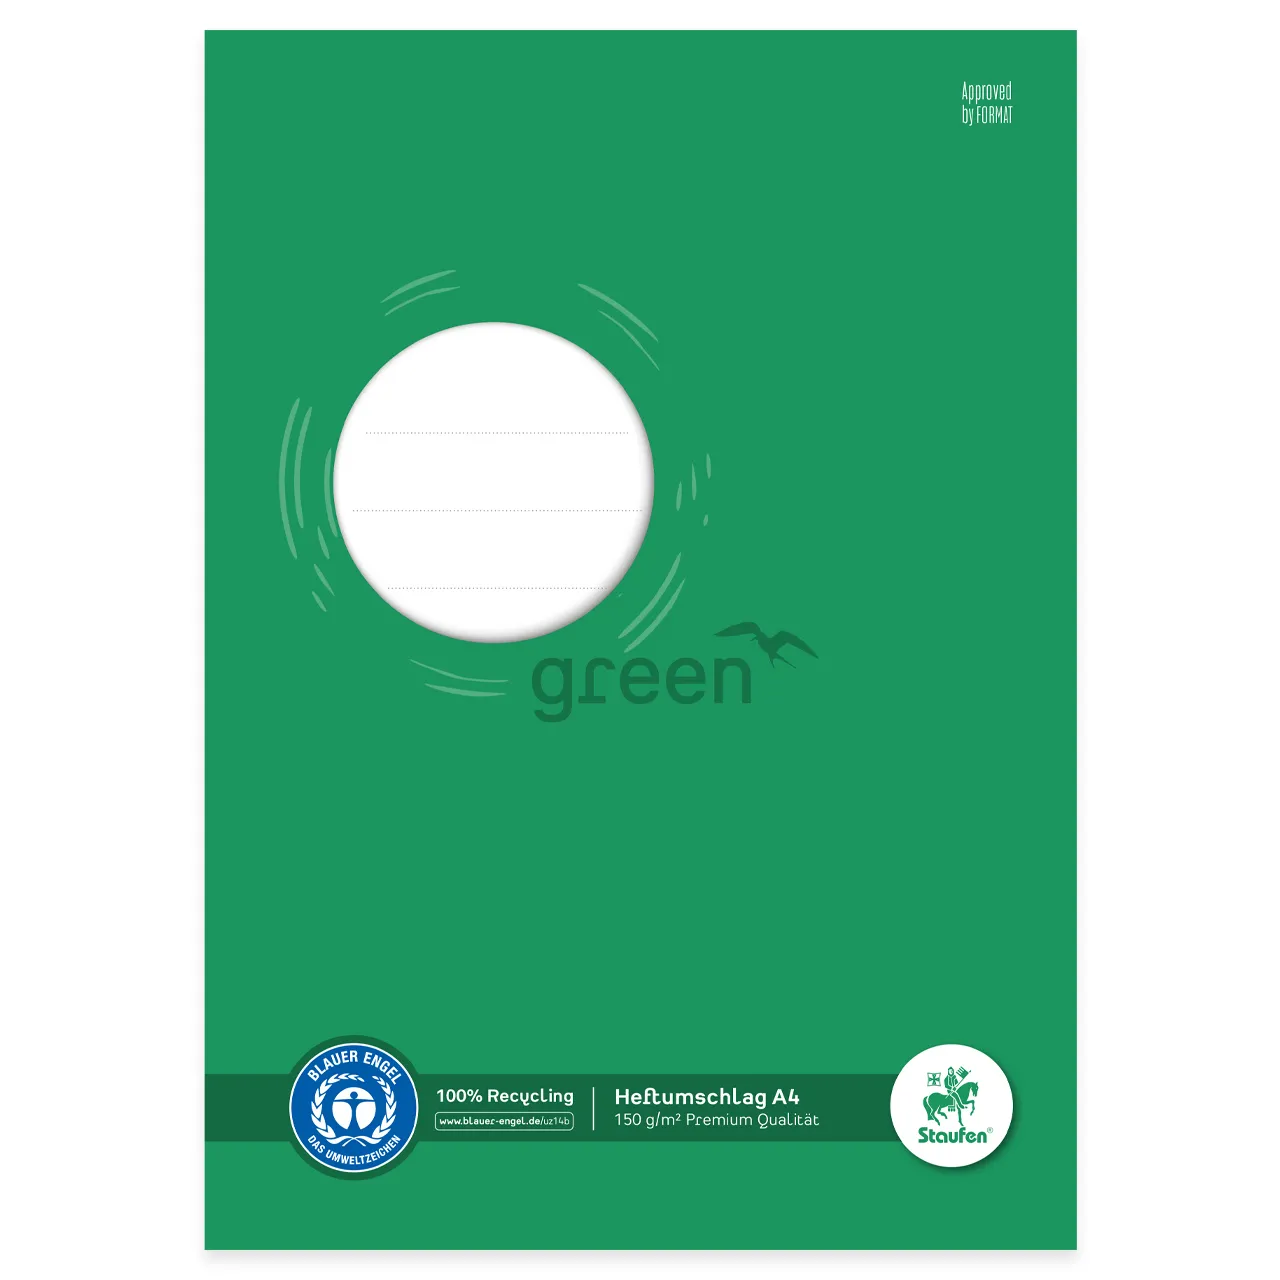 Approved
by FORMAT
green
BLAUER ENGEL
DAS UMWELTZEICHEN
100% Recycling
www.blauer-engel.de/uz14b
Heftumschlag A4
150 g/m² Premium Qualität
Staufen®